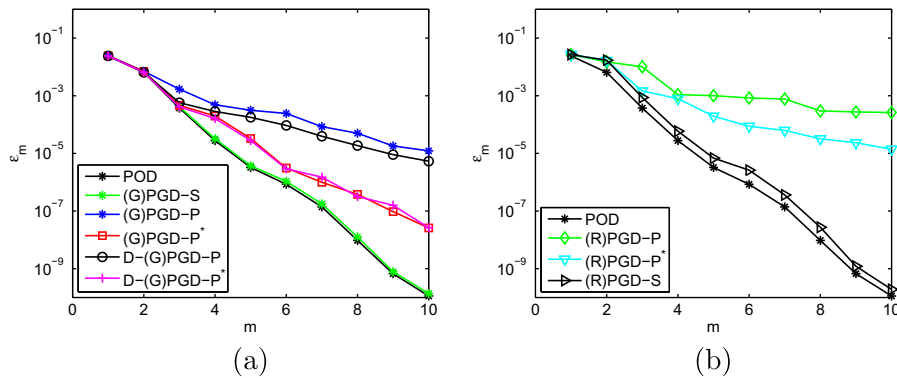 10^-1
10^-3
10^-5
10^-7
10^-9
ε_m
POD
(G)PGD-S
(G)PGD-P
(G)PGD-P*
D-(G)PGD-P
D-(G)PGD-P*
0 2 4 6 8 10
m
(a)
10^-1
10^-3
10^-5
10^-7
10^-9
ε_m
POD
(R)PGD-P
(R)PGD-P*
(R)PGD-S
0 2 4 6 8 10
m
(b)